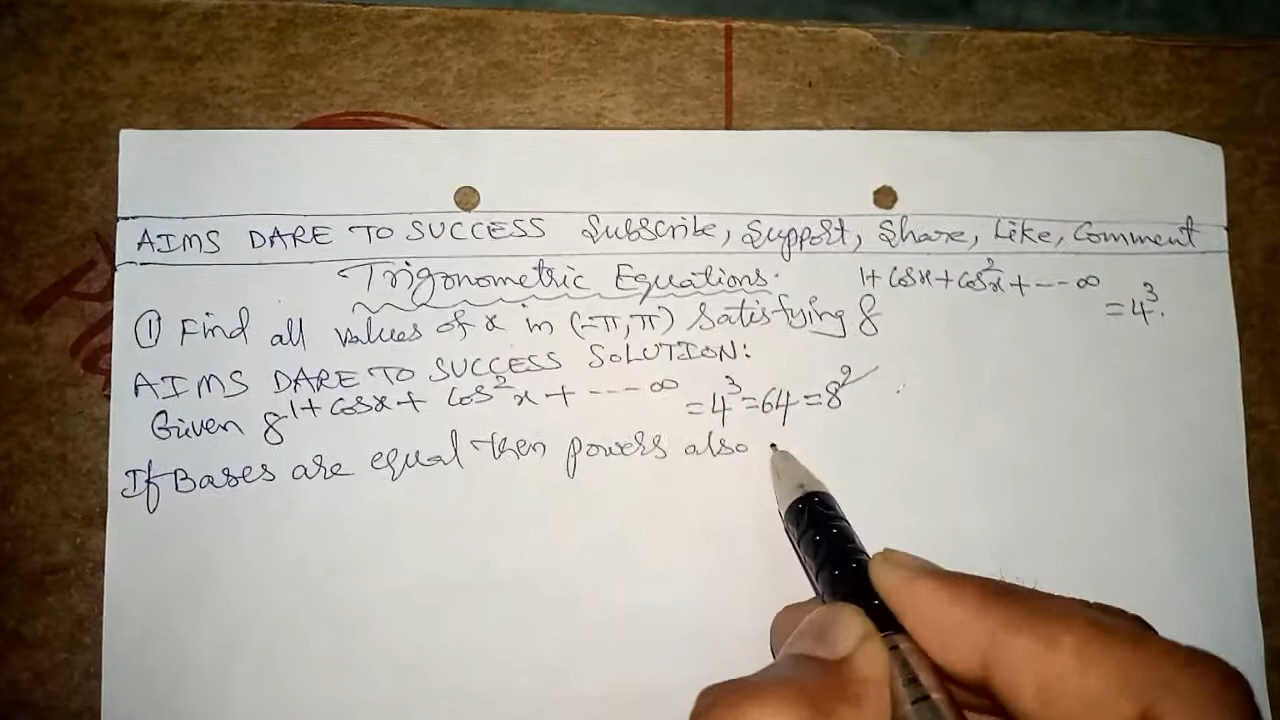 AIMS DARE TO SUCCESS Subscribe, Support, Share, Like, Comment
Trigonometric Equations.
① Find all values of x in (-π, π) satisfying 8^(1+cosx+cos²x+----∞) = 4³.
AIMS DARE TO SUCCESS SOLUTION:
Given 8^(1+cosx+cos²x+----∞) = 4³ = 64 = 8²
If Bases are equal then powers also